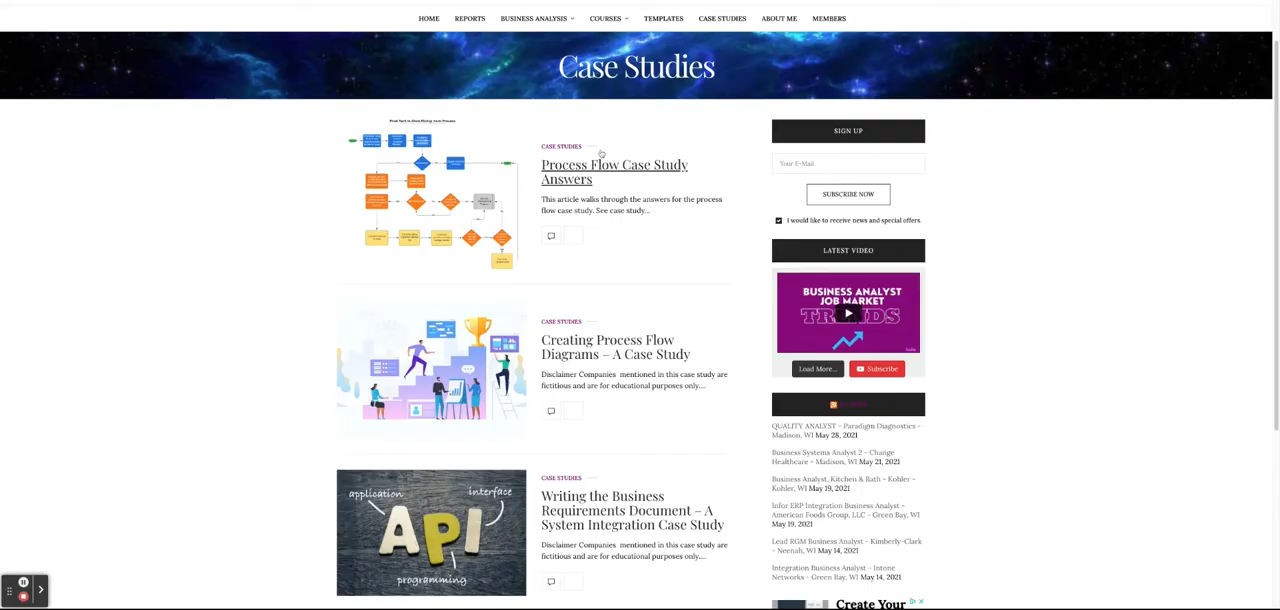 HOME REPORTS BUSINESS ANALYSIS COURSES TEMPLATES CASE STUDIES ABOUT ME MEMBERS
Case Studies
CASE STUDIES
Process Flow Case Study
Answers
This article walks through the answers for the process
flow case study. See case study...
CASE STUDIES
Creating Process Flow
Diagrams – A Case Study
Disclaimer Companies mentioned in this case study are
fictitious and are for educational purposes only....
application
interface
API
programming
CASE STUDIES
Writing the Business
Requirements Document – A
System Integration Case Study
Disclaimer Companies mentioned in this case study are
fictitious and are for educational purposes only....
SIGN UP
Your E-Mail
SUBSCRIBE NOW
I would like to receive news and special offers.
LATEST VIDEO
BUSINESS ANALYST
JOB MARKET
TRENDS
Load More...
Subscribe
QUALITY ANALYST - Paradigm Diagnostics -
Madison, WI May 28, 2021
Business Systems Analyst 2 - Change
Healthcare - Madison, WI May 21, 2021
Business Analyst, Kitchen & Bath - Kohler -
Kohler, WI May 19, 2021
Infor ERP Integration Business Analyst -
American Foods Group, LLC - Green Bay, WI
May 19, 2021
Lead RGM Business Analyst - Kimberly-Clark
- Neenah, WI May 14, 2021
Integration Business Analyst - Intone
Networks - Green Bay, WI May 14, 2021
Create Your